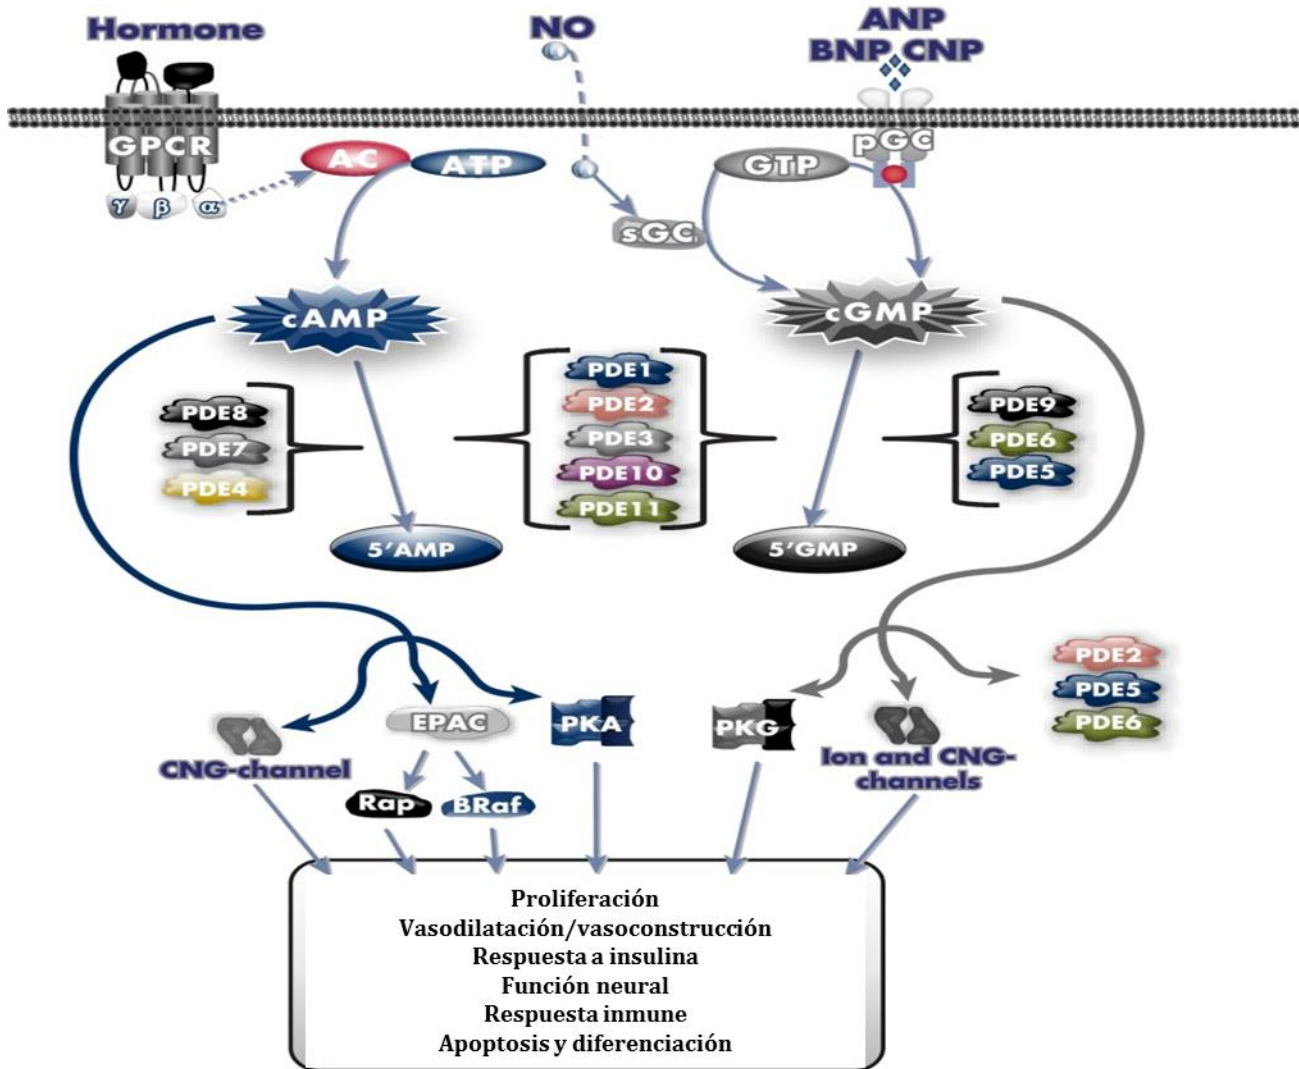 Hormone
NO
ANP
BNP CNP
GPCR
γ β α
AC
ATP
GTP
pGC
sGC
cAMP
cGMP
PDE8
PDE7
PDE4
PDE1
PDE2
PDE3
PDE10
PDE11
PDE9
PDE6
PDE5
5'AMP
5'GMP
CNG-channel
EPAC
Rap
BRaf
PKA
PKG
Ion and CNG-
channels
PDE2
PDE5
PDE6
Proliferación
Vasodilatación/vasoconstrucción
Respuesta a insulina
Función neural
Respuesta inmune
Apoptosis y diferenciación